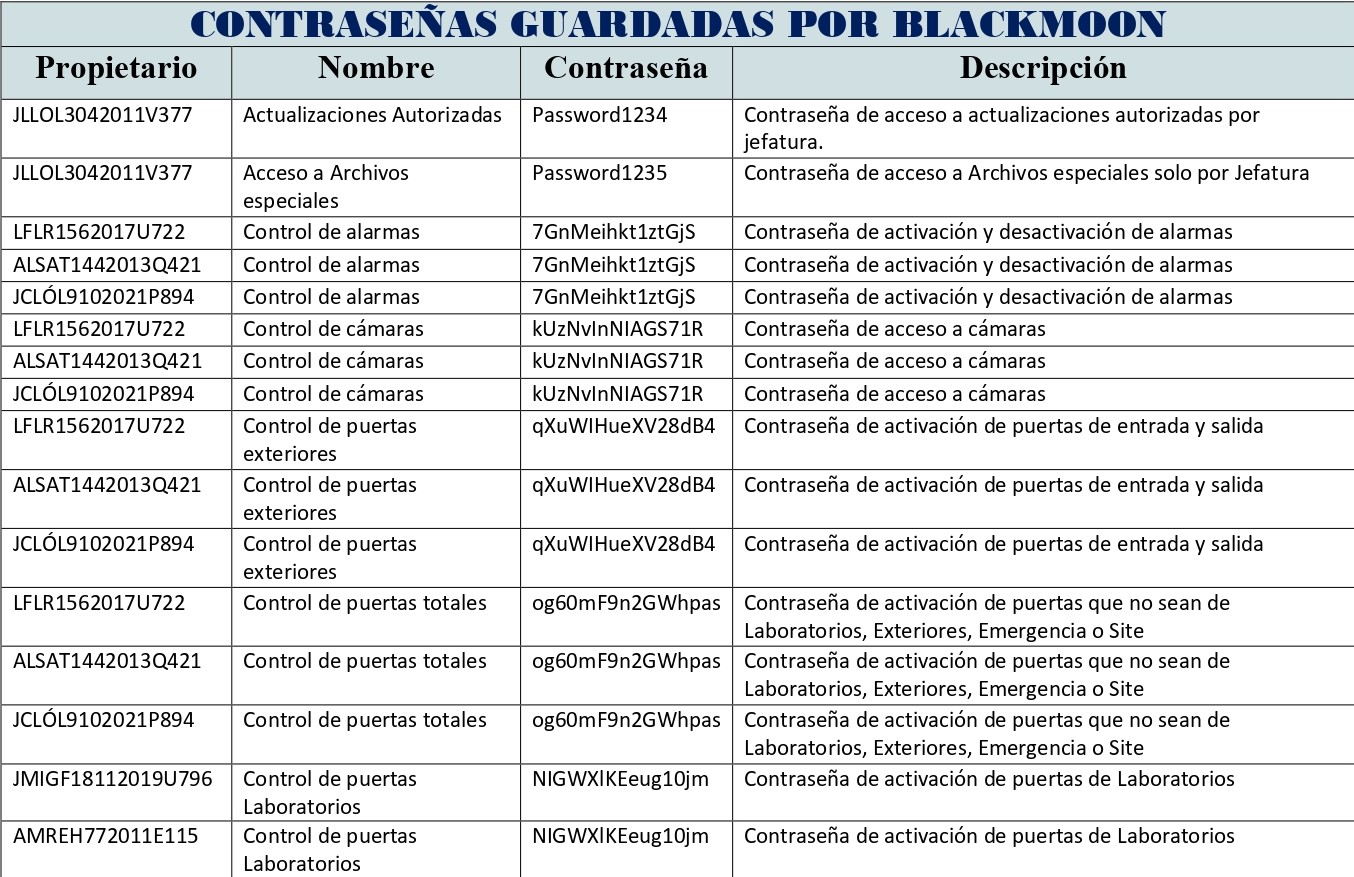 CONTRASEÑAS GUARDADAS POR BLACKMOON
Propietario Nombre Contraseña Descripción
JLLOL3042011V377 Actualizaciones Autorizadas Password1234 Contraseña de acceso a actualizaciones autorizadas por
jefatura.
JLLOL3042011V377 Acceso a Archivos Password1235 Contraseña de acceso a Archivos especiales solo por Jefatura
especiales
LFLR1562017U722 Control de alarmas 7GnMeihkt1ztGjS Contraseña de activación y desactivación de alarmas
ALSAT1442013Q421 Control de alarmas 7GnMeihkt1ztGjS Contraseña de activación y desactivación de alarmas
JCLÓL9102021P894 Control de alarmas 7GnMeihkt1ztGjS Contraseña de activación y desactivación de alarmas
LFLR1562017U722 Control de cámaras kUzNvInNIAGS71R Contraseña de acceso a cámaras
ALSAT1442013Q421 Control de cámaras kUzNvInNIAGS71R Contraseña de acceso a cámaras
JCLÓL9102021P894 Control de cámaras kUzNvInNIAGS71R Contraseña de acceso a cámaras
LFLR1562017U722 Control de puertas qXuWIHueXV28dB4 Contraseña de activación de puertas de entrada y salida
exteriores
ALSAT1442013Q421 Control de puertas qXuWIHueXV28dB4 Contraseña de activación de puertas de entrada y salida
exteriores
JCLÓL9102021P894 Control de puertas qXuWIHueXV28dB4 Contraseña de activación de puertas de entrada y salida
exteriores
LFLR1562017U722 Control de puertas totales og60mF9n2GWhpas Contraseña de activación de puertas que no sean de
Laboratorios, Exteriores, Emergencia o Site
ALSAT1442013Q421 Control de puertas totales og60mF9n2GWhpas Contraseña de activación de puertas que no sean de
Laboratorios, Exteriores, Emergencia o Site
JCLÓL9102021P894 Control de puertas totales og60mF9n2GWhpas Contraseña de activación de puertas que no sean de
Laboratorios, Exteriores, Emergencia o Site
JMIGF18112019U796 Control de puertas NIGWXlKEeug10jm Contraseña de activación de puertas de Laboratorios
Laboratorios
AMREH772011E115 Control de puertas NIGWXlKEeug10jm Contraseña de activación de puertas de Laboratorios
Laboratorios